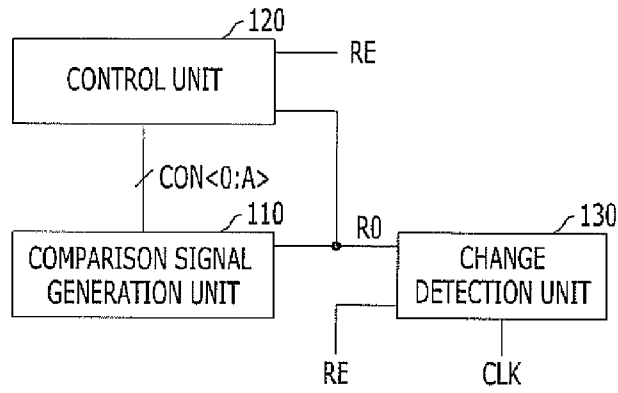 120
CONTROL UNIT
RE
CON<0:A>
110
COMPARISON SIGNAL
GENERATION UNIT
R0
130
CHANGE
DETECTION UNIT
RE
CLK